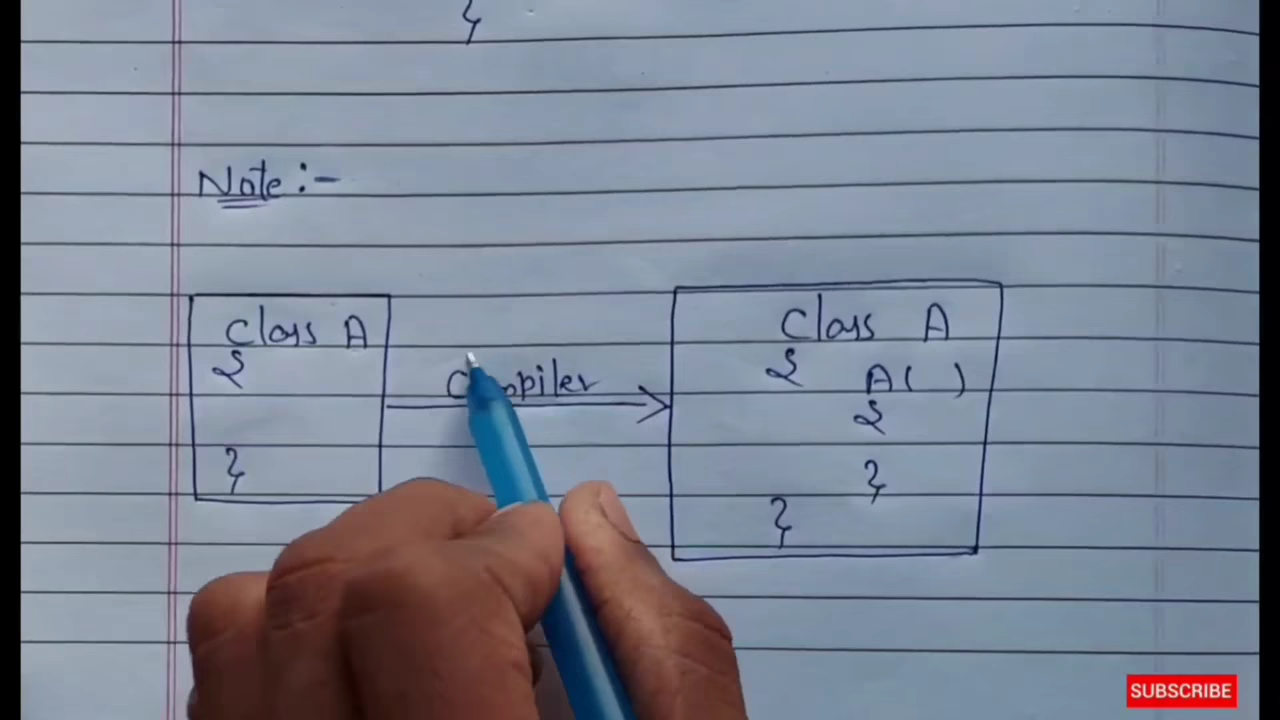 }
Note :-
Class A
{
}
Compiler
Class A
{
A( )
{
}
}
SUBSCRIBE